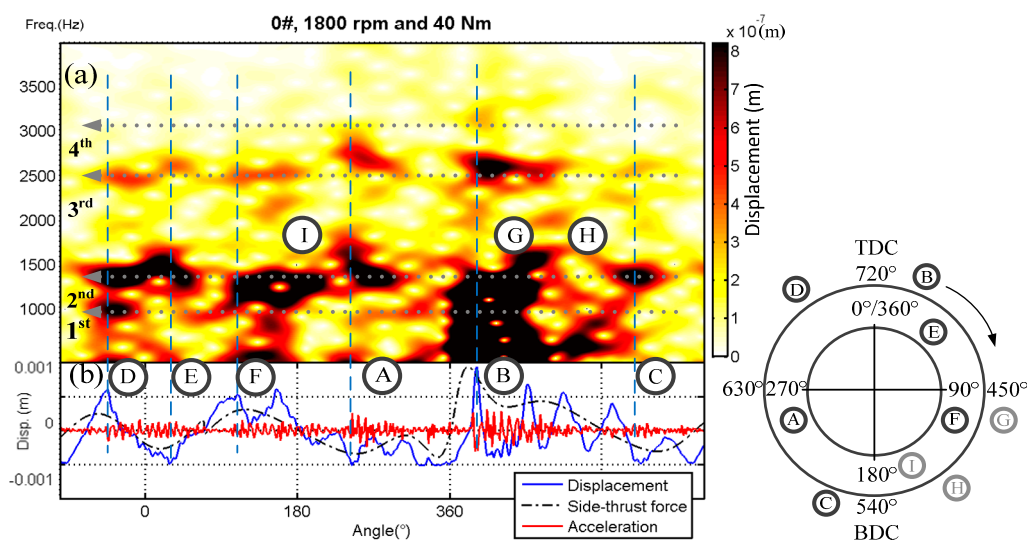 Freq.(Hz)
0#, 1800 rpm and 40 Nm
x 10⁻⁷(m)
(a)
3500
3000
2500
2000
1500
1000
4th
3rd
2nd
1st
I
G
H
8
7
6
5
4
3
2
1
0
Displacement (m)
(b)
D
E
F
A
B
C
0.001
0
-0.001
Disp. (m)
0
180
360
Angle(°)
Displacement
Side-thrust force
Acceleration
TDC
720°
0°/360°
D
B
E
630°
270°
90°
450°
A
F
G
180°
I
H
C
540°
BDC